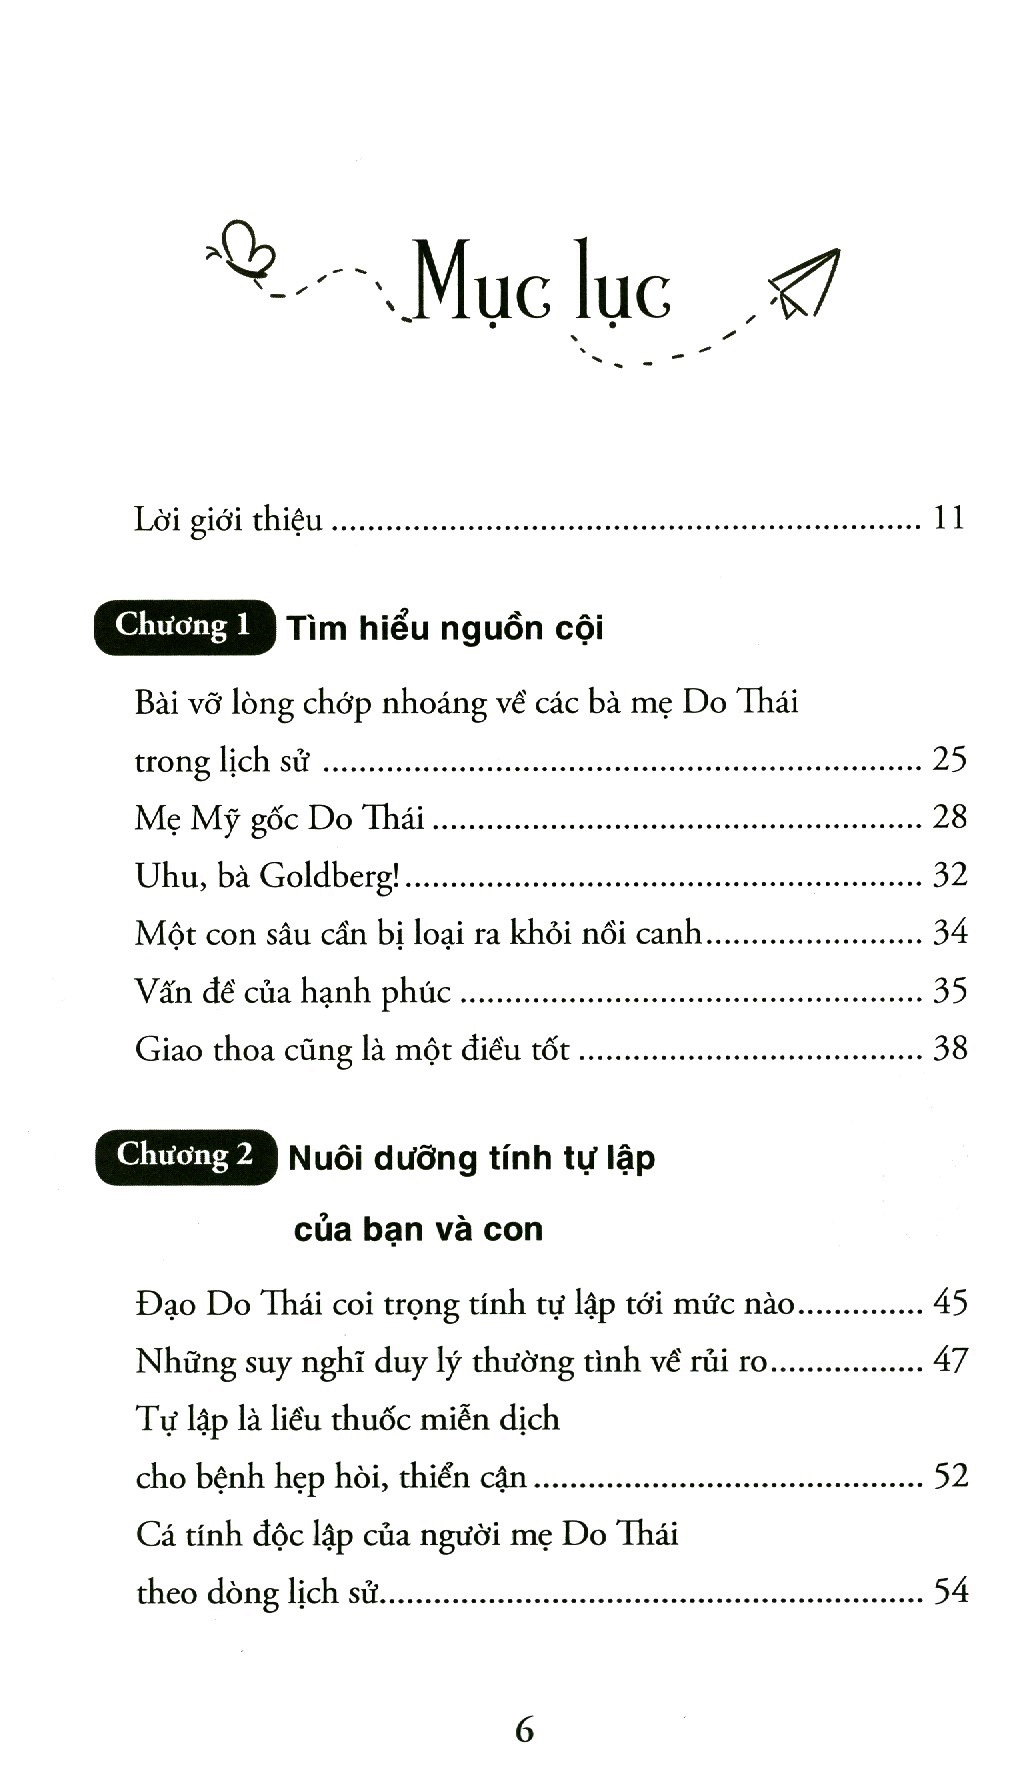 Mục lục
Lời giới thiệu ........................................ 11
Chương 1 Tìm hiểu nguồn cội
Bài vỡ lòng chớp nhoáng về các bà mẹ Do Thái
trong lịch sử ........................................ 25
Mẹ Mỹ gốc Do Thái ........................................ 28
Uhu, bà Goldberg! ........................................ 32
Một con sâu cần bị loại ra khỏi nồi canh ........................................ 34
Vấn đề của hạnh phúc ........................................ 35
Giao thoa cũng là một điều tốt ........................................ 38
Chương 2 Nuôi dưỡng tính tự lập
của bạn và con
Đạo Do Thái coi trọng tính tự lập tới mức nào .............. 45
Những suy nghĩ duy lý thường tình về rủi ro ................. 47
Tự lập là liều thuốc miễn dịch
cho bệnh hẹp hòi, thiển cận ........................................ 52
Cá tính độc lập của người mẹ Do Thái
theo dòng lịch sử ........................................ 54
6